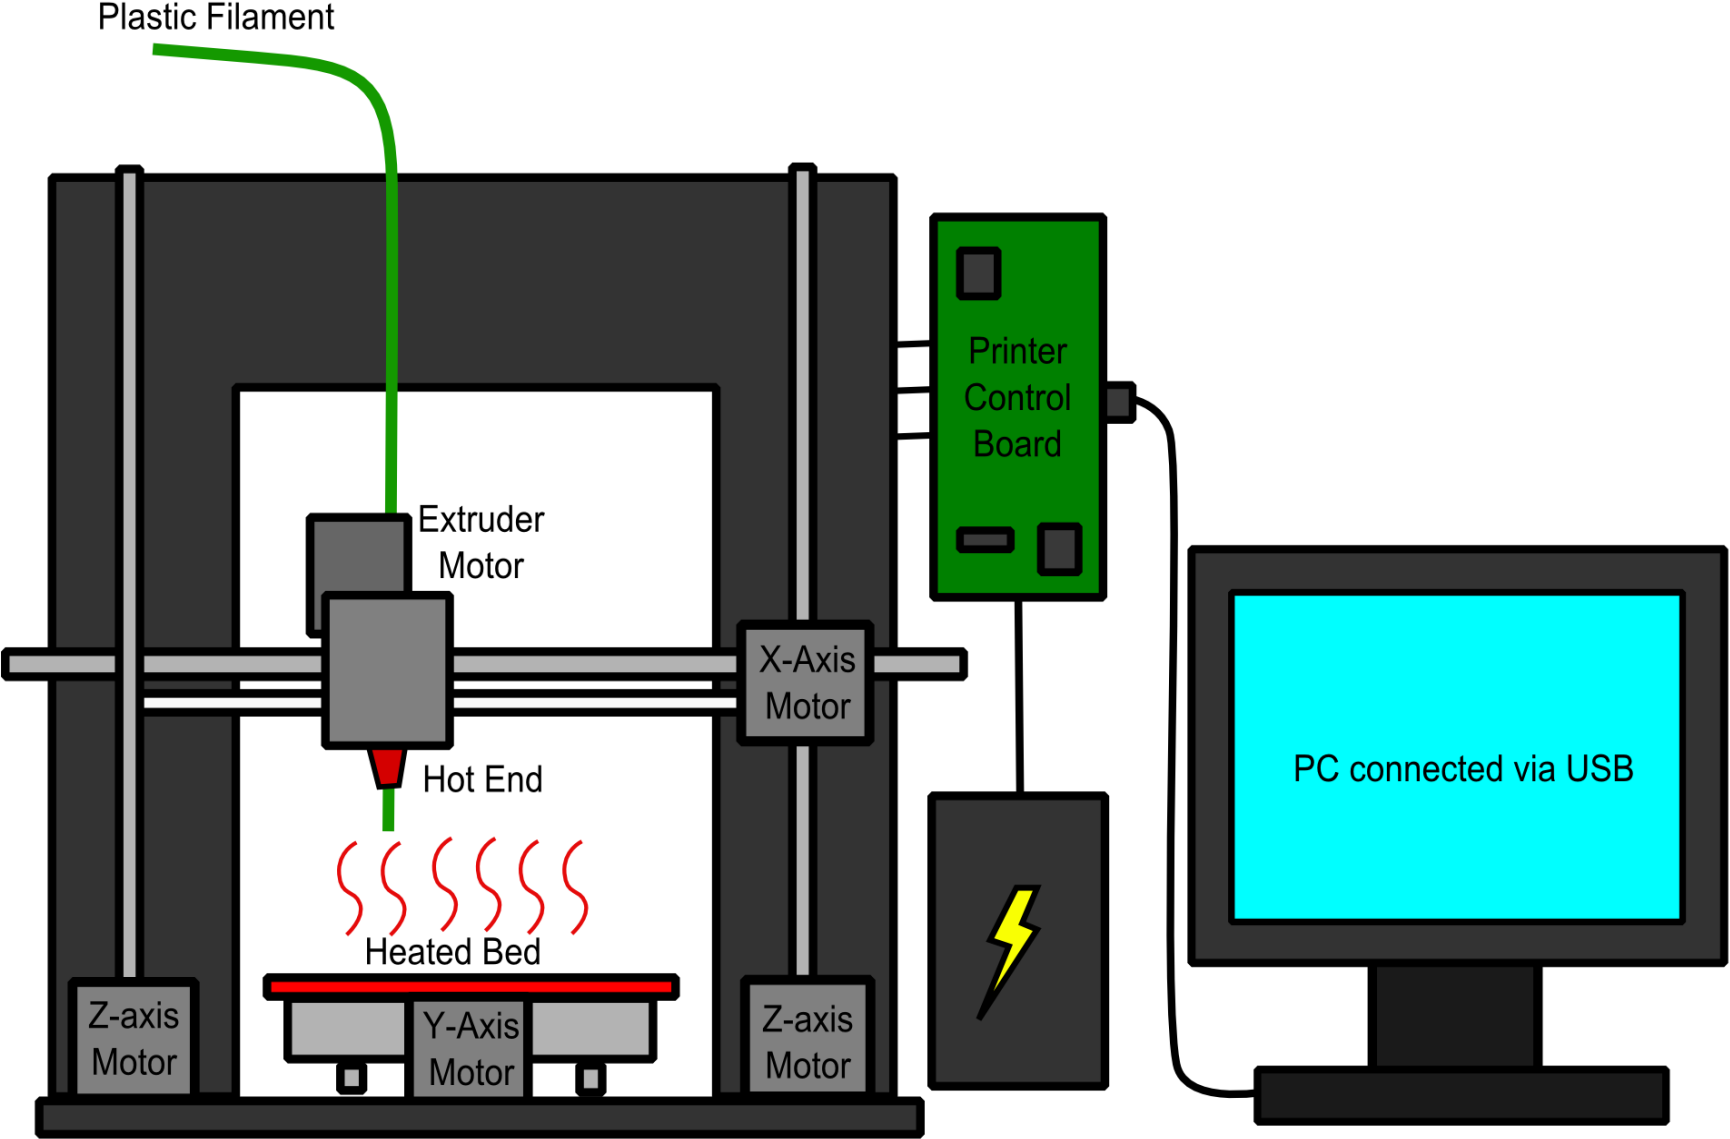 Plastic Filament
Extruder
Motor
Printer
Control
Board
X-Axis
Motor
Hot End
PC connected via USB
Heated Bed
Z-axis
Motor
Y-Axis
Motor
Z-axis
Motor